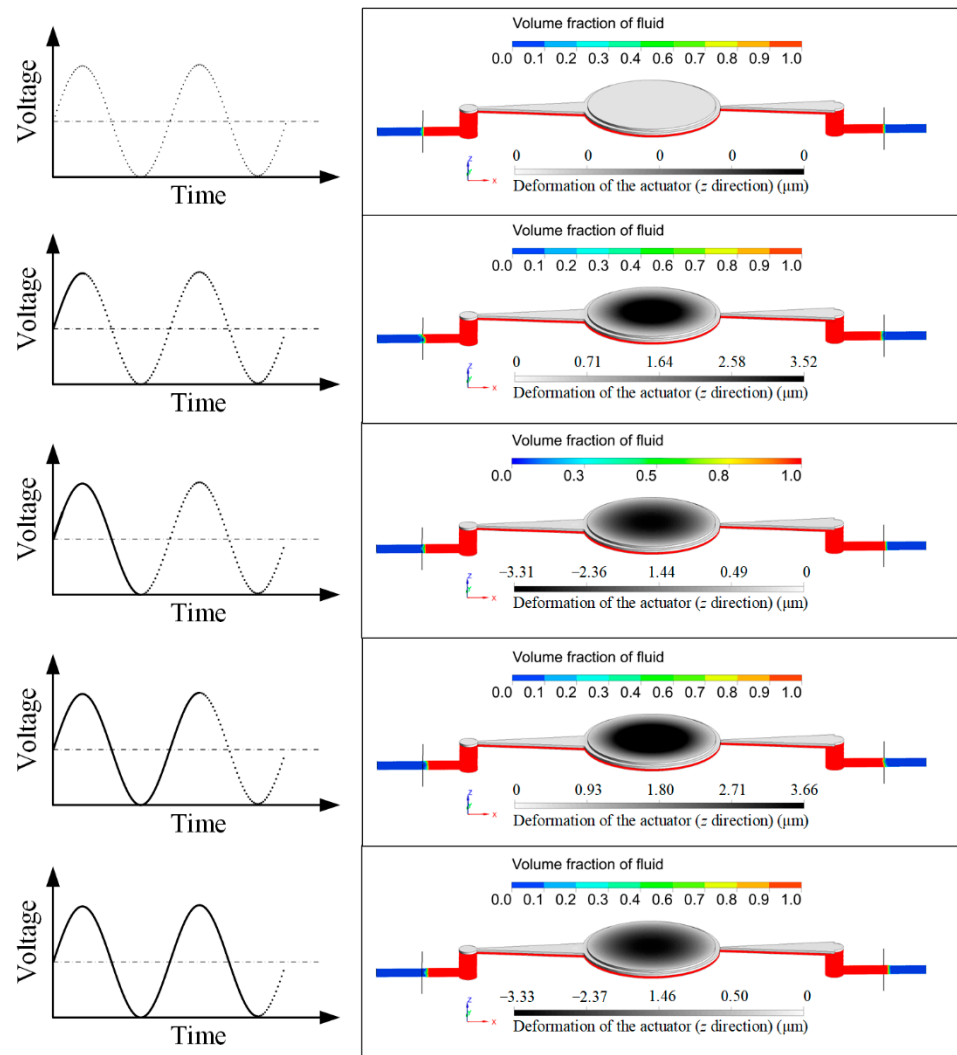 Voltage
Time
Volume fraction of fluid
0.0 0.1 0.2 0.3 0.4 0.6 0.7 0.8 0.9 1.0
z
Y
x
0 0 0 0 0
Deformation of the actuator (z direction) (μm)
Voltage
Time
Volume fraction of fluid
0.0 0.1 0.2 0.3 0.4 0.6 0.7 0.8 0.9 1.0
z
Y
x
0 0.71 1.64 2.58 3.52
Deformation of the actuator (z direction) (μm)
Voltage
Time
Volume fraction of fluid
0.0 0.3 0.5 0.8 1.0
z
Y
x
−3.31 −2.36 1.44 0.49 0
Deformation of the actuator (z direction) (μm)
Voltage
Time
Volume fraction of fluid
0.0 0.1 0.2 0.3 0.4 0.6 0.7 0.8 0.9 1.0
z
Y
x
0 0.93 1.80 2.71 3.66
Deformation of the actuator (z direction) (μm)
Voltage
Time
Volume fraction of fluid
0.0 0.1 0.2 0.3 0.4 0.6 0.7 0.8 0.9 1.0
z
Y
x
−3.33 −2.37 1.46 0.50 0
Deformation of the actuator (z direction) (μm)